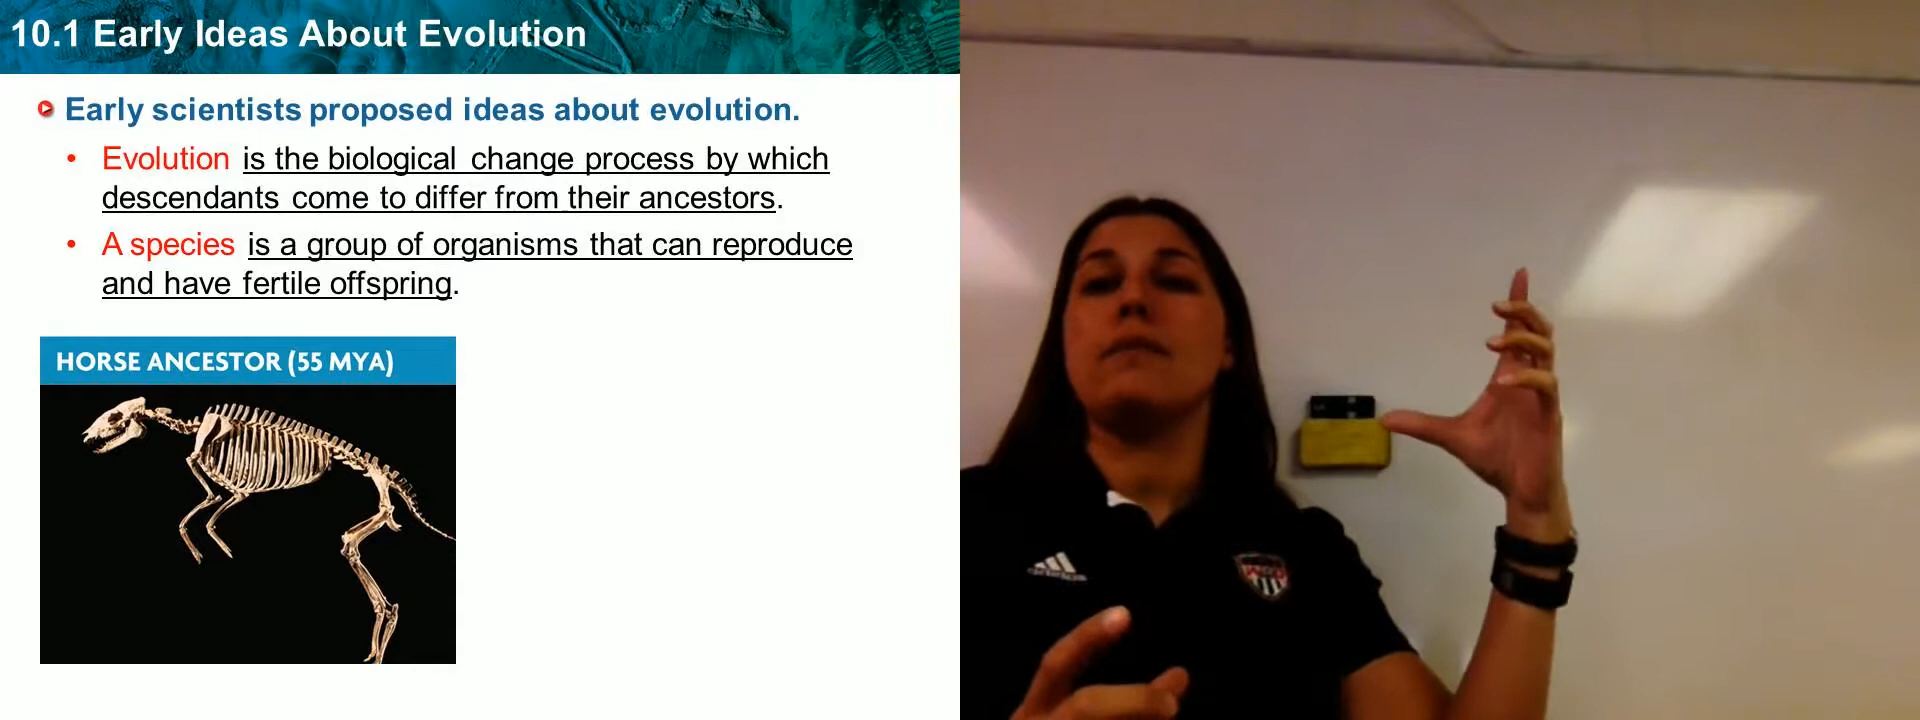 10.1 Early Ideas About Evolution
Early scientists proposed ideas about evolution.
• Evolution is the biological change process by which
descendants come to differ from their ancestors.
• A species is a group of organisms that can reproduce
and have fertile offspring.
HORSE ANCESTOR (55 MYA)
adidas